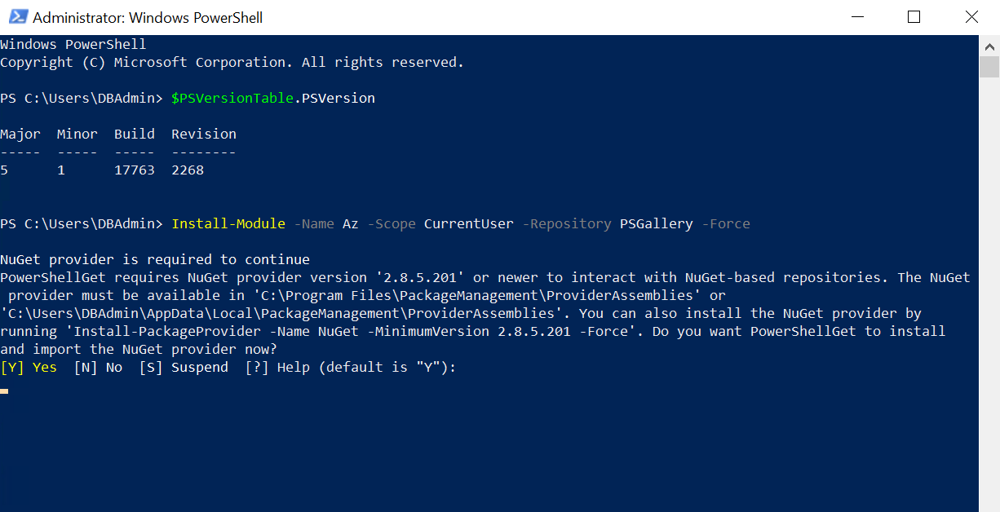 Administrator: Windows PowerShell
Windows PowerShell
Copyright (C) Microsoft Corporation. All rights reserved.
PS C:\Users\DBAdmin> $PSVersionTable.PSVersion
Major  Minor  Build  Revision
-----  -----  -----  --------
5      1      17763  2268
PS C:\Users\DBAdmin> Install-Module -Name Az -Scope CurrentUser -Repository PSGallery -Force
NuGet provider is required to continue
PowerShellGet requires NuGet provider version '2.8.5.201' or newer to interact with NuGet-based repositories. The NuGet
 provider must be available in 'C:\Program Files\PackageManagement\ProviderAssemblies' or
'C:\Users\DBAdmin\AppData\Local\PackageManagement\ProviderAssemblies'. You can also install the NuGet provider by
running 'Install-PackageProvider -Name NuGet -MinimumVersion 2.8.5.201 -Force'. Do you want PowerShellGet to install
and import the NuGet provider now?
[Y] Yes  [N] No  [S] Suspend  [?] Help (default is "Y"):